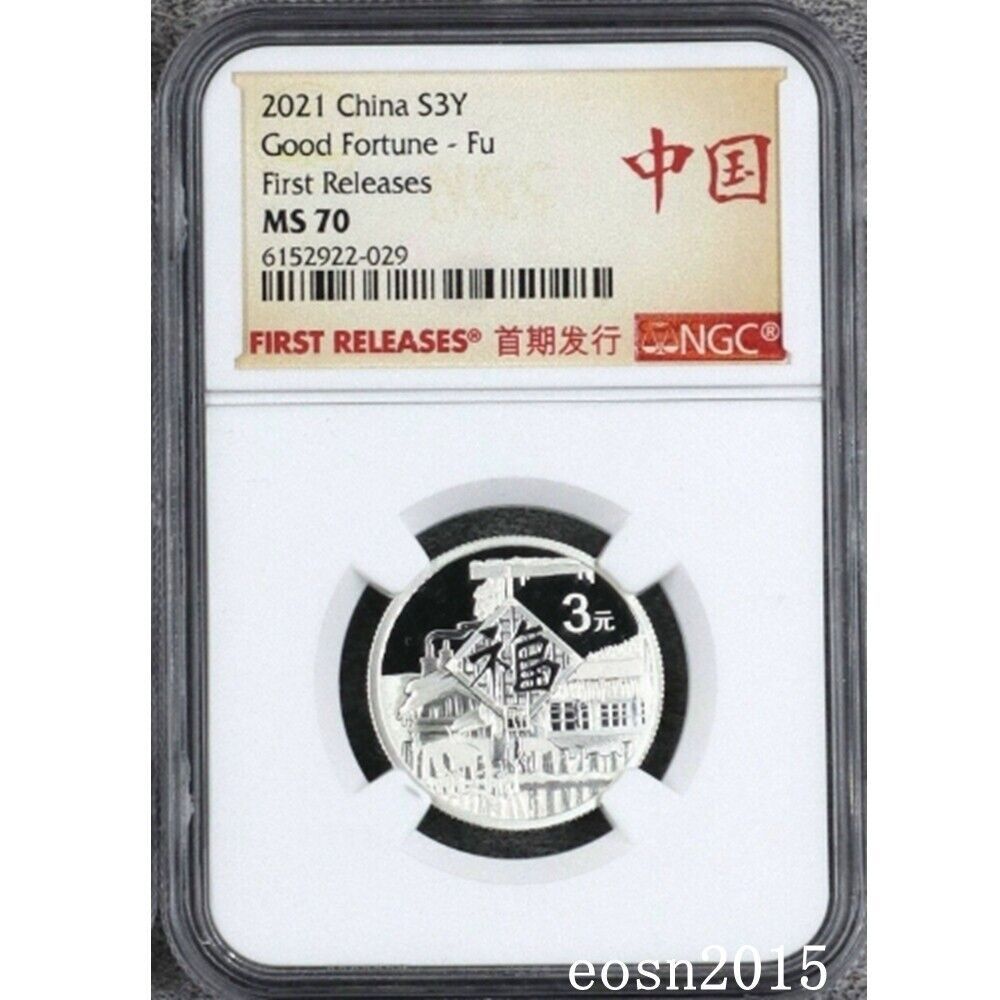 2021 China S3Y
Good Fortune - Fu
First Releases
MS 70
6152922-029
中国
FIRST RELEASES® 首期发行 NGC®
3元
福
eosn2015